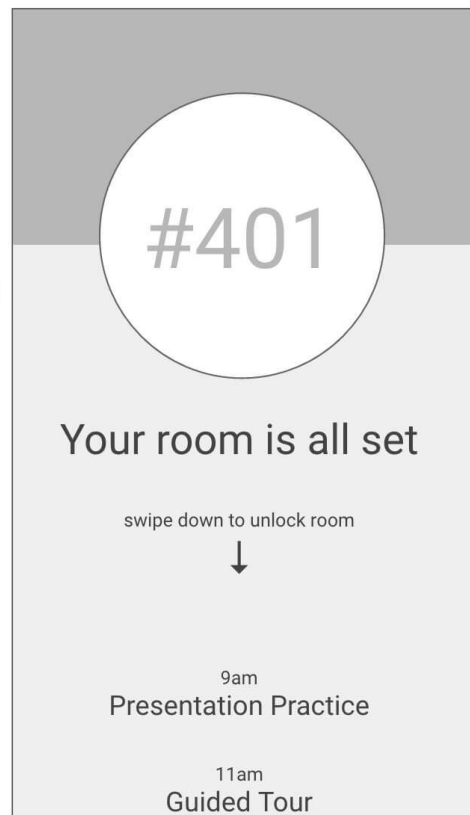 #401
Your room is all set
swipe down to unlock room
9am
Presentation Practice
11am
Guided Tour